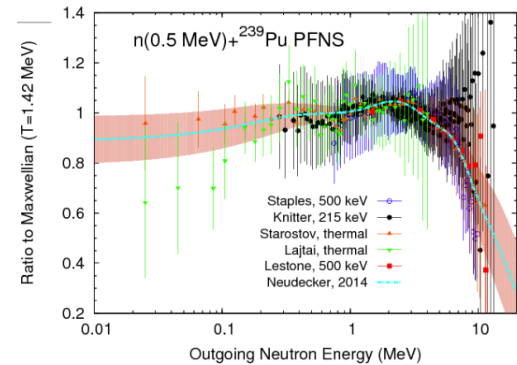 1.4
n(0.5 MeV)+²³⁹Pu PFNS
1.2
1
0.8
0.6
0.4
0.2
Ratio to Maxwellian (T=1.42 MeV)
Staples, 500 keV
Knitter, 215 keV
Starostov, thermal
Lajtai, thermal
Lestone, 500 keV
Neudecker, 2014
0.01
0.1
1
10
Outgoing Neutron Energy (MeV)